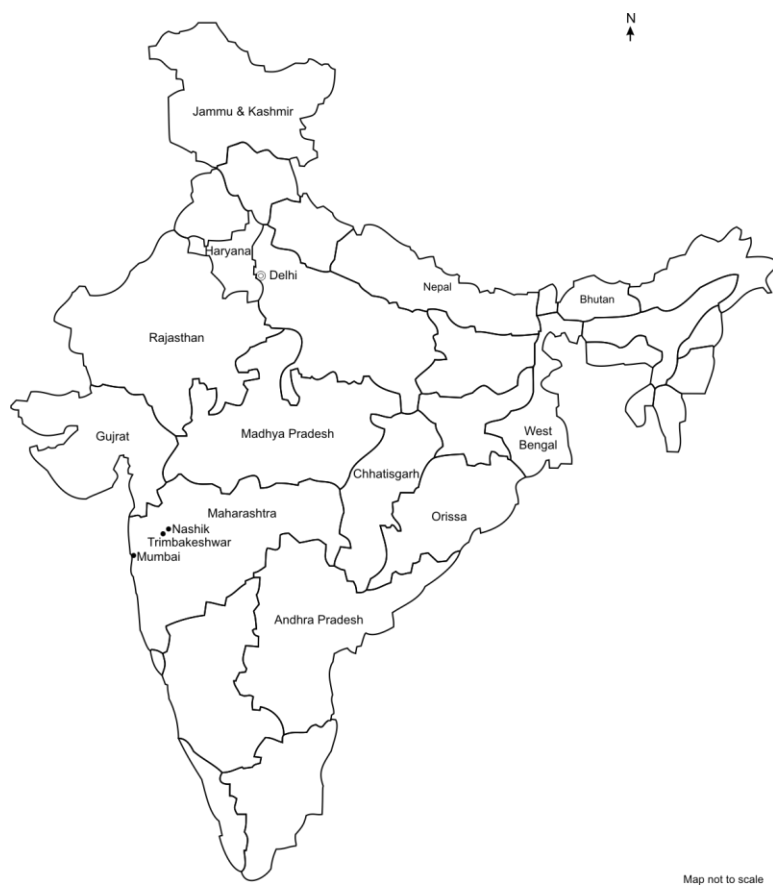 N
Jammu & Kashmir
Haryana
Delhi
Nepal
Bhutan
Rajasthan
Gujrat
Madhya Pradesh
West
Bengal
Chhatisgarh
Maharashtra
Orissa
Nashik
Trimbakeshwar
Mumbai
Andhra Pradesh
Map not to scale